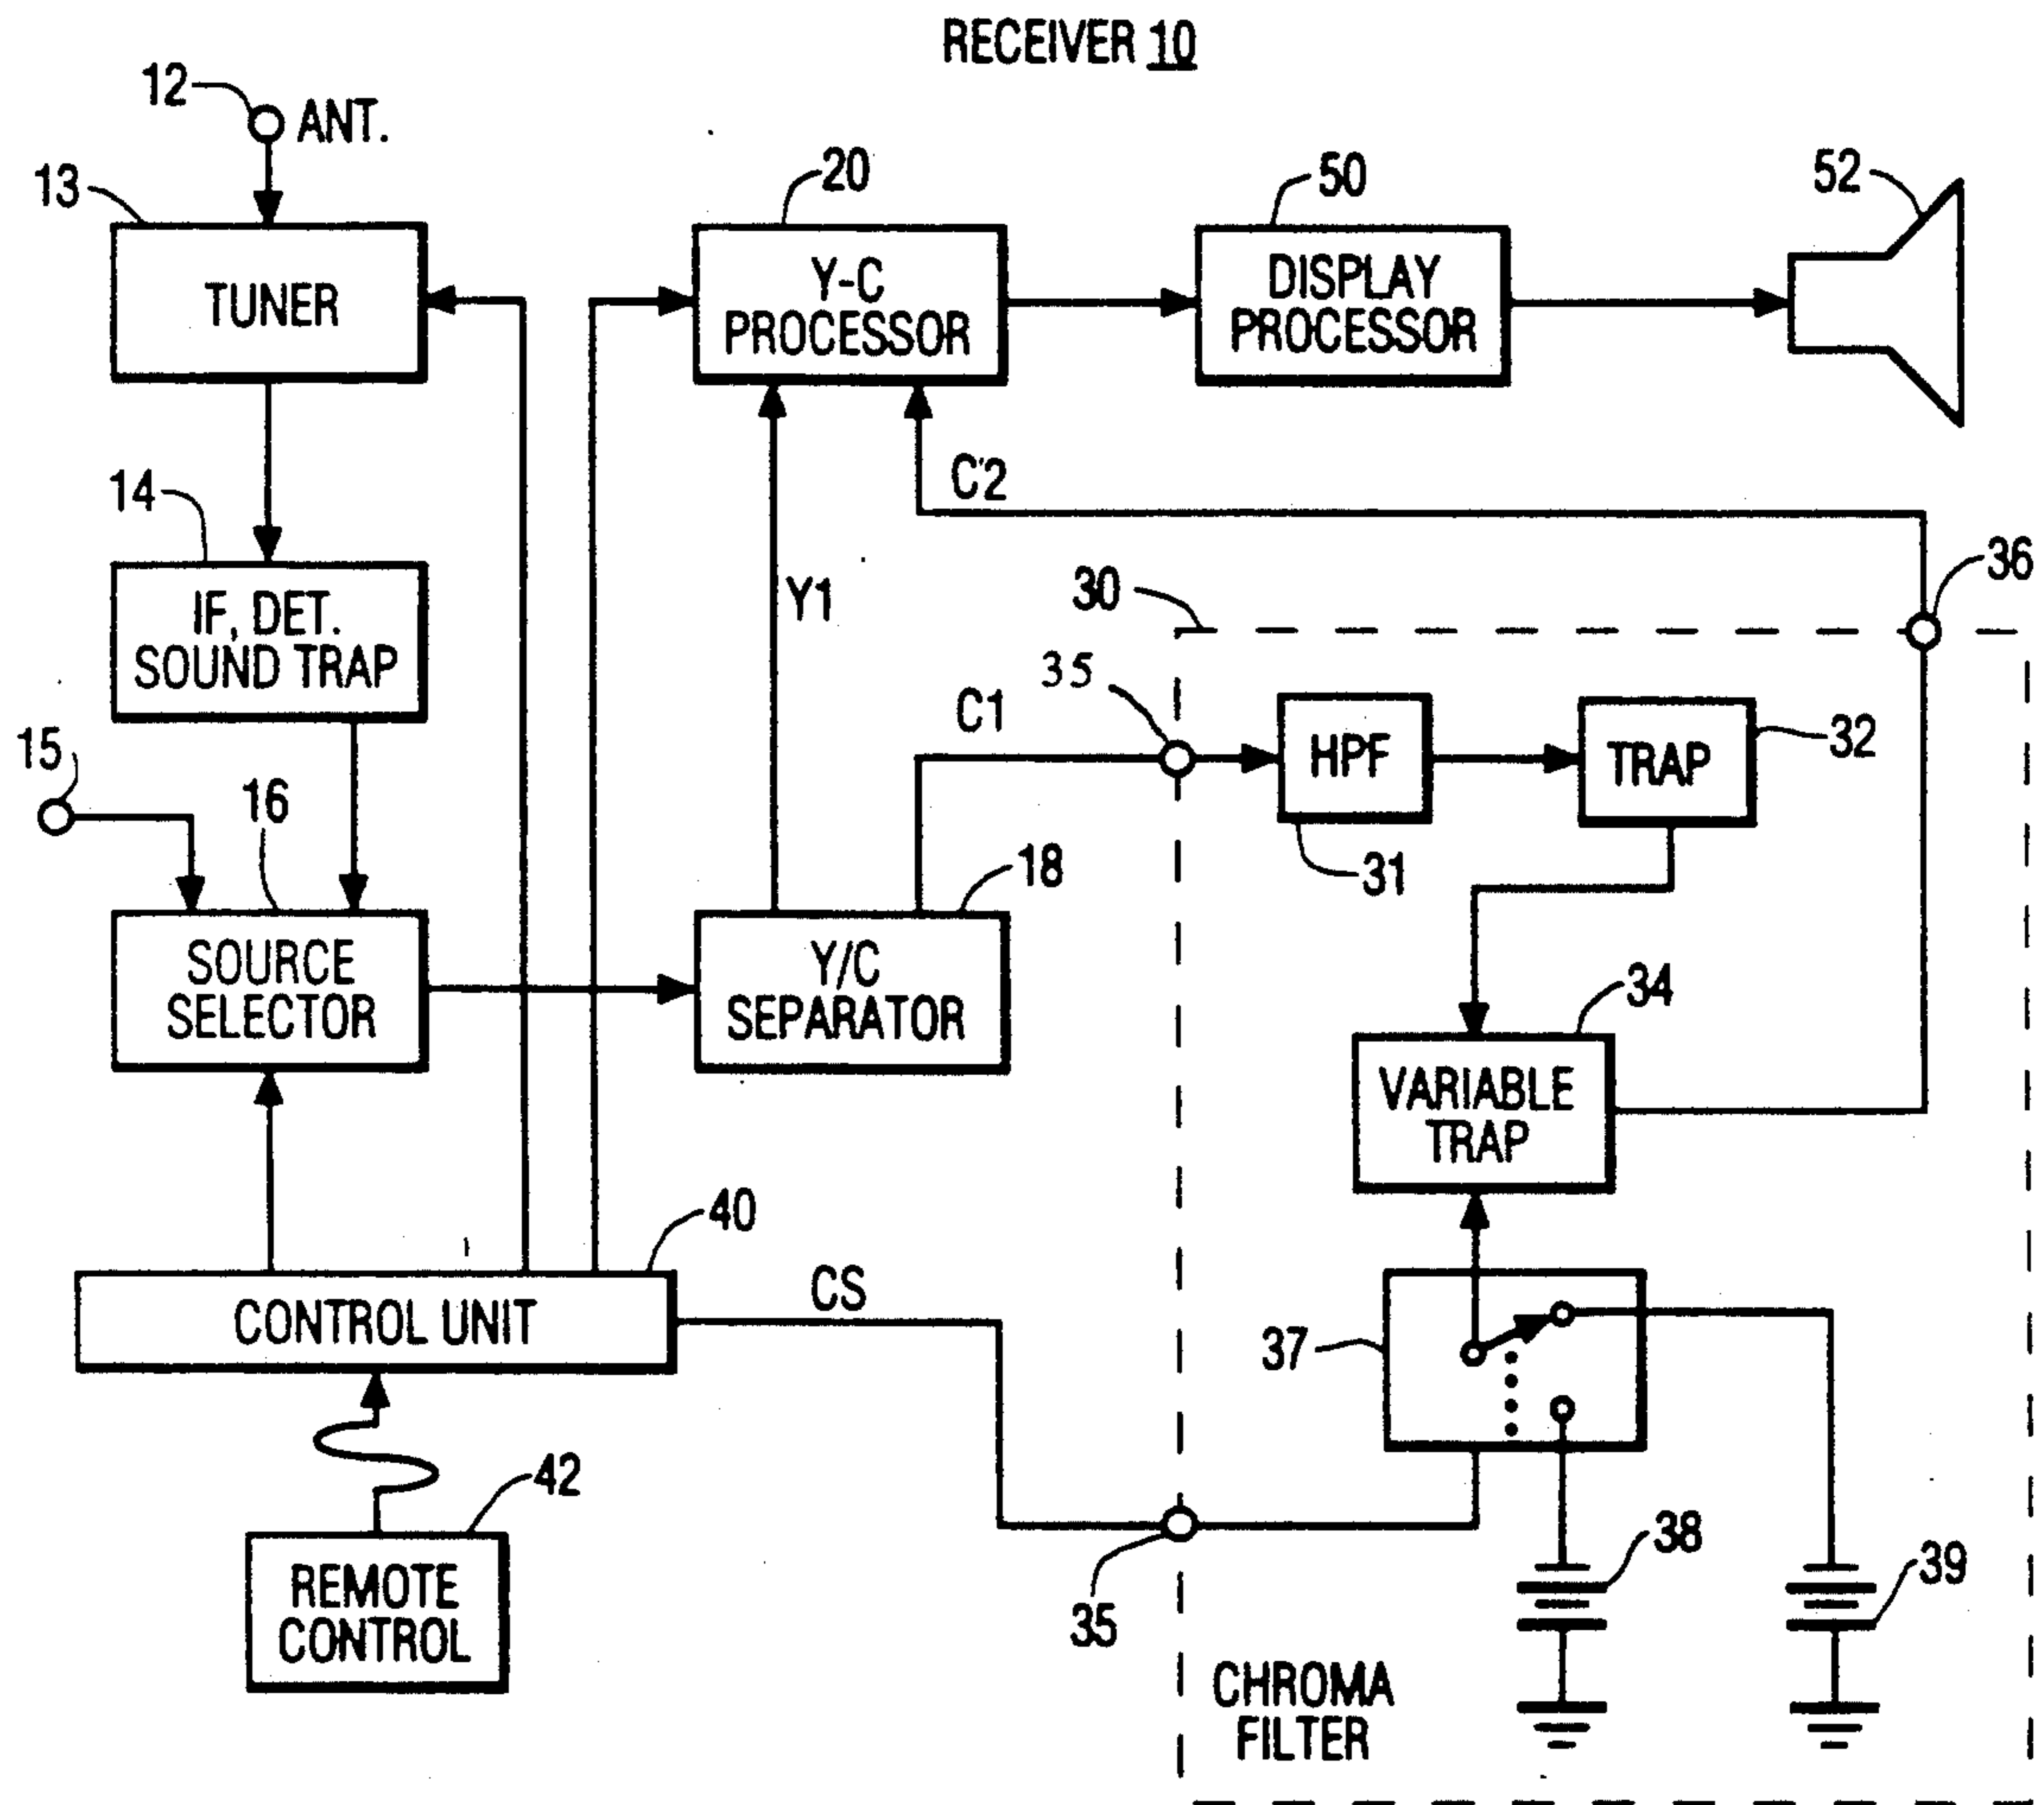 RECEIVER 10
12
ANT.
13
TUNER
20
Y-C
PROCESSOR
50
DISPLAY
PROCESSOR
52
14
IF, DET.
SOUND TRAP
C'2
Y1
30
36
35
C1
HPF
31
TRAP
32
15
16
SOURCE
SELECTOR
18
Y/C
SEPARATOR
34
VARIABLE
TRAP
40
CONTROL UNIT
CS
37
42
REMOTE
CONTROL
35
38
39
CHROMA
FILTER